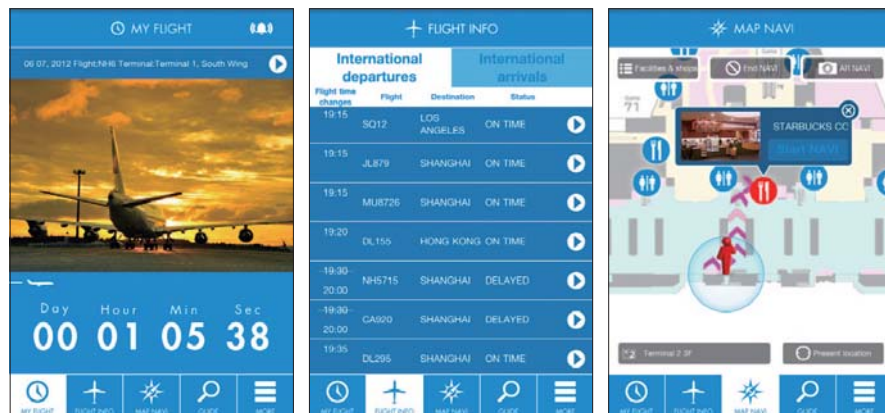 MY FLIGHT
06 07, 2012 Flight:NH6 Terminal:Terminal 1, South Wing
Day Hour Min Sec
00 01 05 38
MY FLIGHT FLIGHT INFO MAP NAVI GUIDE MORE
FLIGHT INFO
International departures
International arrivals
Flight time changes Flight Destination Status
19:15 SQ12 LOS ANGELES ON TIME
19:15 JL879 SHANGHAI ON TIME
19:15 MU8726 SHANGHAI ON TIME
19:20 DL155 HONG KONG ON TIME
19:30 20:00 NH5715 SHANGHAI DELAYED
19:30 20:00 CA920 SHANGHAI DELAYED
19:35 DL295 SHANGHAI ON TIME
MY FLIGHT FLIGHT INFO MAP NAVI GUIDE MORE
MAP NAVI
Facilities & shops End NAVI AR NAVI
71
STARBUCKS CO
Start NAVI
Terminal 2 3F
Present location
MY FLIGHT FLIGHT INFO MAP NAVI GUIDE MORE